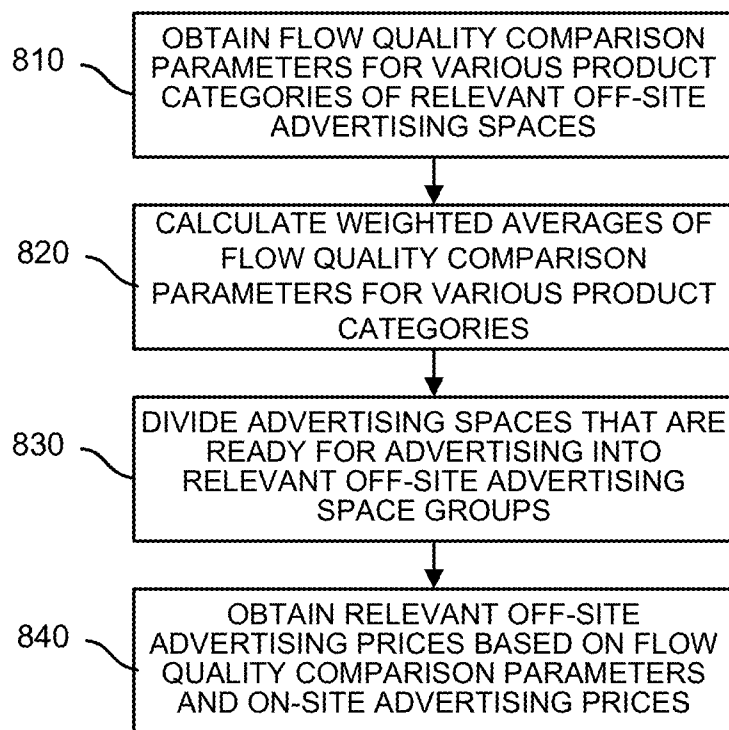 810
OBTAIN FLOW QUALITY COMPARISON
PARAMETERS FOR VARIOUS PRODUCT
CATEGORIES OF RELEVANT OFF-SITE
ADVERTISING SPACES
820
CALCULATE WEIGHTED AVERAGES OF
FLOW QUALITY COMPARISON
PARAMETERS FOR VARIOUS PRODUCT
CATEGORIES
830
DIVIDE ADVERTISING SPACES THAT ARE
READY FOR ADVERTISING INTO
RELEVANT OFF-SITE ADVERTISING
SPACE GROUPS
840
OBTAIN RELEVANT OFF-SITE
ADVERTISING PRICES BASED ON FLOW
QUALITY COMPARISON PARAMETERS
AND ON-SITE ADVERTISING PRICES